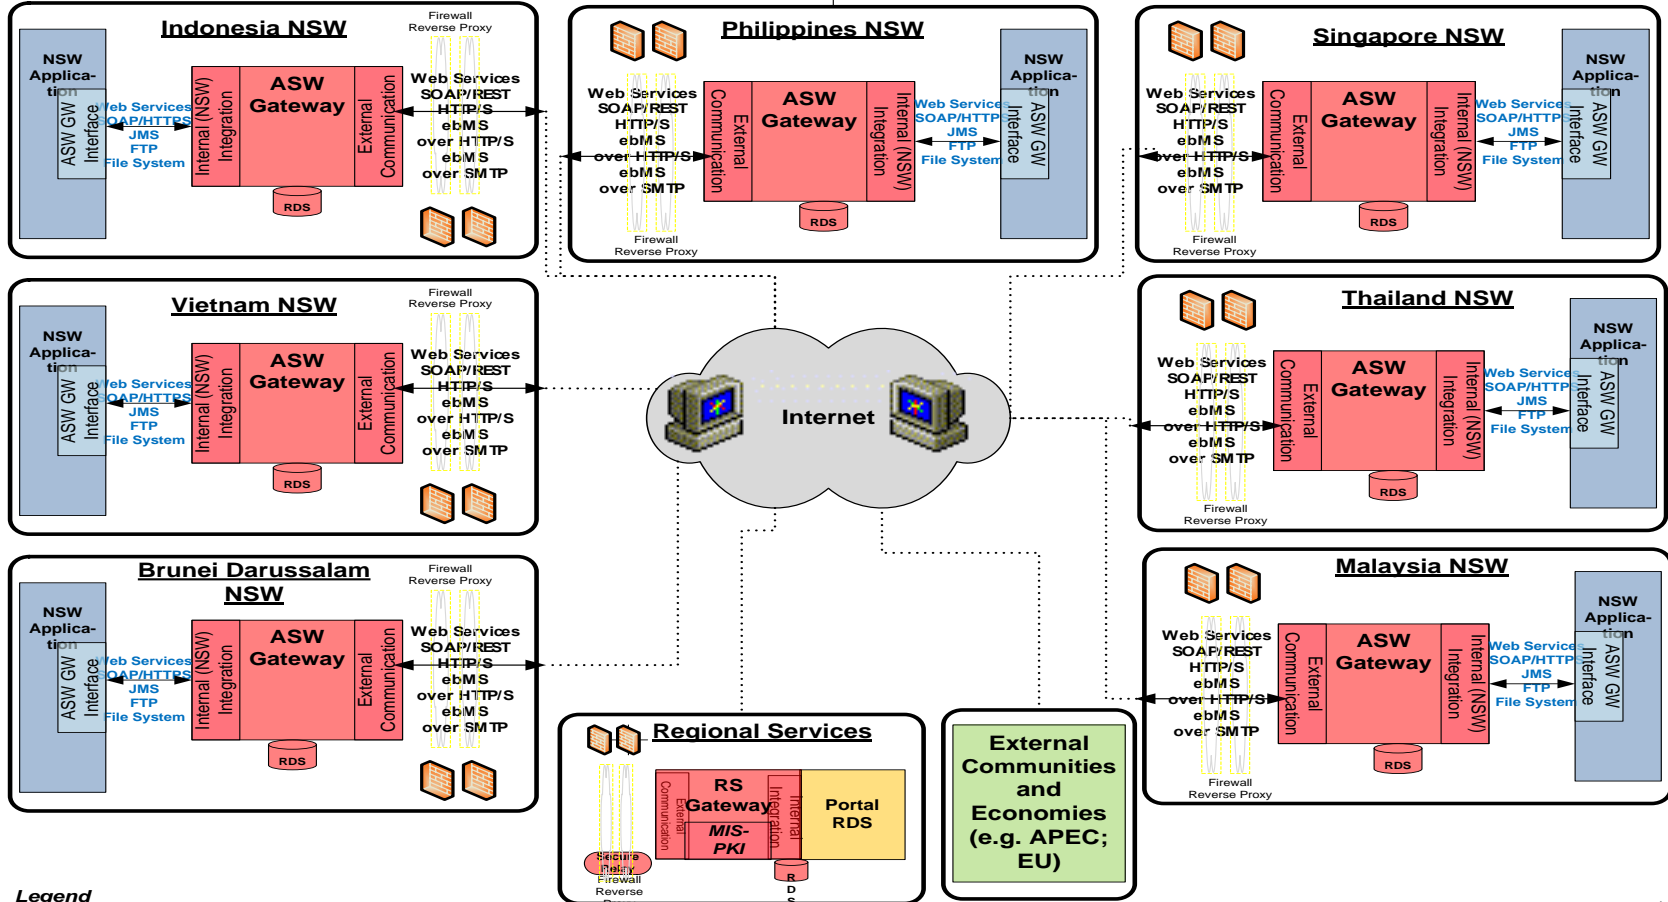 Indonesia NSW
Firewall
Reverse Proxy
NSW
Applica-
tion
ASW GW
Interface
Web Services
SOAP/HTTPS
JMS
FTP
File System
Internal (NSW)
Integration
ASW
Gateway
External
Communication
RDS
Web Services
SOAP/REST
HTTP/S
ebMS
over HTTP/S
ebMS
over SMTP
Philippines NSW
Web Services
SOAP/REST
HTTP/S
ebMS
over HTTP/S
ebMS
over SMTP
Firewall
Reverse Proxy
External
Communication
ASW
Gateway
Internal (NSW)
Integration
RDS
Web Services
SOAP/HTTPS
JMS
FTP
File System
NSW
Applica-
tion
ASW GW
Interface
Singapore NSW
Web Services
SOAP/REST
HTTP/S
ebMS
over HTTP/S
ebMS
over SMTP
Firewall
Reverse Proxy
External
Communication
ASW
Gateway
Internal (NSW)
Integration
RDS
Web Services
SOAP/HTTPS
JMS
FTP
File System
NSW
Applica-
tion
ASW GW
Interface
Vietnam NSW
Firewall
Reverse Proxy
NSW
Applica-
tion
ASW GW
Interface
Web Services
SOAP/HTTPS
JMS
FTP
File System
Internal (NSW)
Integration
ASW
Gateway
External
Communication
RDS
Web Services
SOAP/REST
HTTP/S
ebMS
over HTTP/S
ebMS
over SMTP
Internet
Thailand NSW
Web Services
SOAP/REST
HTTP/S
ebMS
over HTTP/S
ebMS
over SMTP
Firewall
Reverse Proxy
External
Communication
ASW
Gateway
Internal (NSW)
Integration
RDS
Web Services
SOAP/HTTPS
JMS
FTP
File System
NSW
Applica-
tion
ASW GW
Interface
Brunei Darussalam
NSW
Firewall
Reverse Proxy
NSW
Applica-
tion
ASW GW
Interface
Web Services
SOAP/HTTPS
JMS
FTP
File System
Internal (NSW)
Integration
ASW
Gateway
External
Communication
RDS
Web Services
SOAP/REST
HTTP/S
ebMS
over HTTP/S
ebMS
over SMTP
Malaysia NSW
Web Services
SOAP/REST
HTTP/S
ebMS
over HTTP/S
ebMS
over SMTP
Firewall
Reverse Proxy
External
Communication
ASW
Gateway
Internal (NSW)
Integration
RDS
Web Services
SOAP/HTTPS
JMS
FTP
File System
NSW
Applica-
tion
ASW GW
Interface
Regional Services
External
Communication
RS
Gateway
MIS-
PKI
Internal
Integration
Portal
RDS
Secure
Relay
Firewall
Reverse
RDS
External
Communities
and
Economies
(e.g. APEC;
EU)
Legend